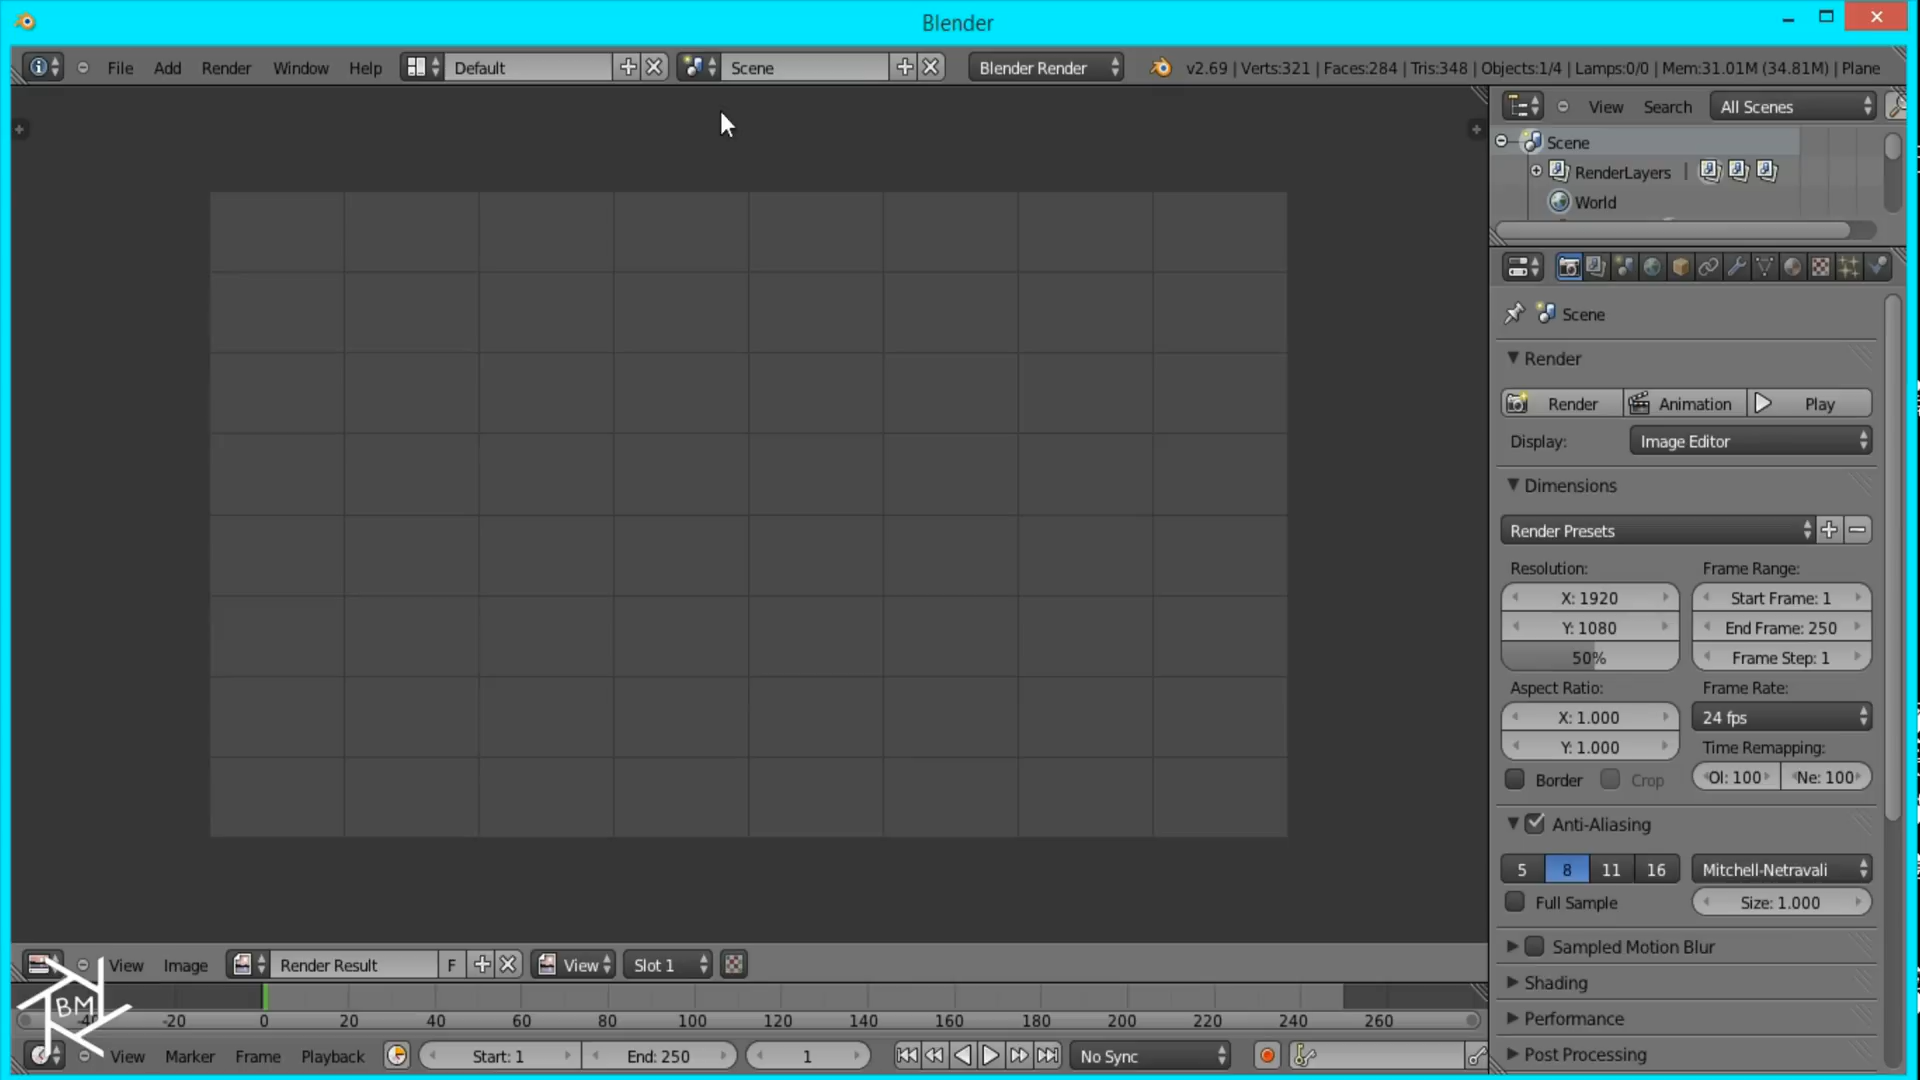 Blender
File Add Render Window Help Default Scene Blender Render v2.69 | Verts:321 | Faces:284 | Tris:348 | Objects:1/4 | Lamps:0/0 | Mem:31.01M (34.81M) | Plane
View Search All Scenes
Scene
RenderLayers
World
Scene
Render
Render Animation Play
Display: Image Editor
Dimensions
Render Presets
Resolution: Frame Range:
X: 1920 Start Frame: 1
Y: 1080 End Frame: 250
50% Frame Step: 1
Aspect Ratio: Frame Rate:
X: 1.000 24 fps
Y: 1.000 Time Remapping:
Border Crop Ol: 100 Ne: 100
Anti-Aliasing
5 8 11 16 Mitchell-Netravali
Full Sample Size: 1.000
Sampled Motion Blur
Shading
Performance
Post Processing
View Image Render Result F View Slot 1
BM
-40 -20 0 20 40 60 80 100 120 140 160 180 200 220 240 260
View Marker Frame Playback Start: 1 End: 250 1 No Sync